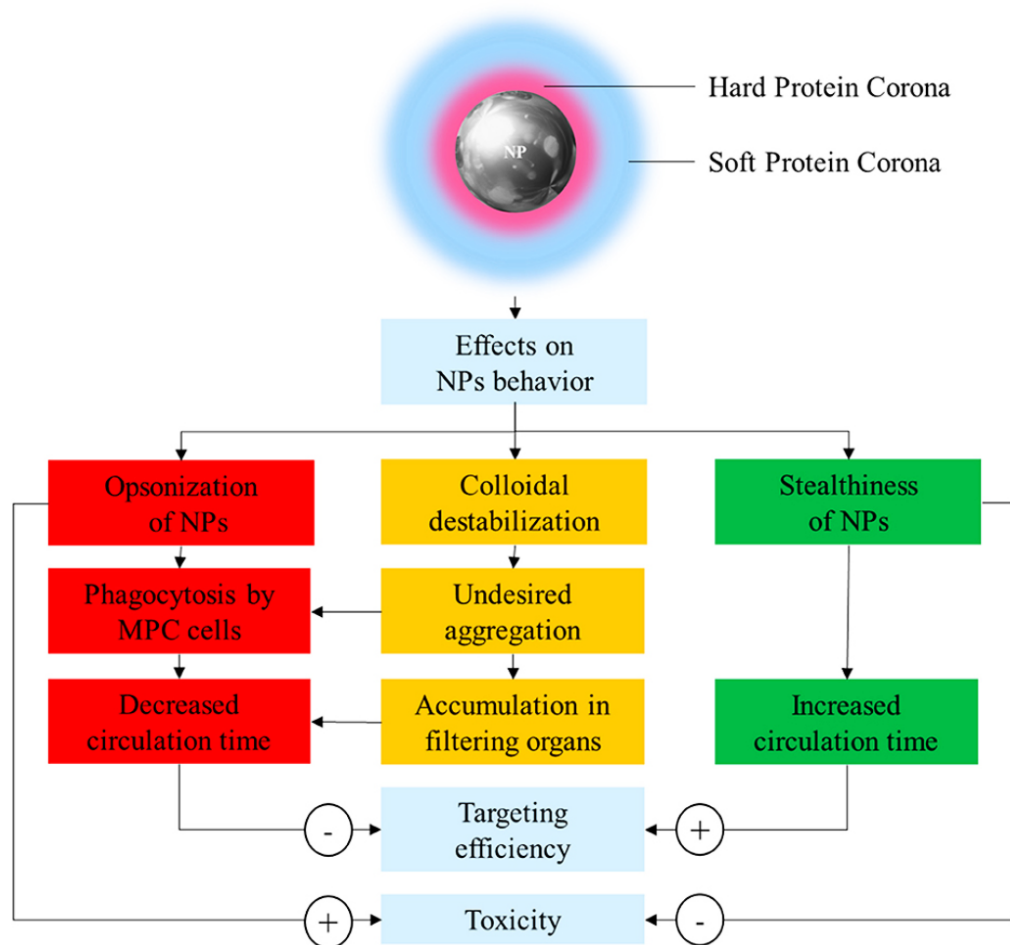 Hard Protein Corona
NP
Soft Protein Corona
Effects on
NPs behavior
Opsonization
of NPs
Colloidal
destabilization
Stealthiness
of NPs
Phagocytosis by
MPC cells
Undesired
aggregation
Decreased
circulation time
Accumulation in
filtering organs
Increased
circulation time
-
Targeting
efficiency
+
+
Toxicity
-